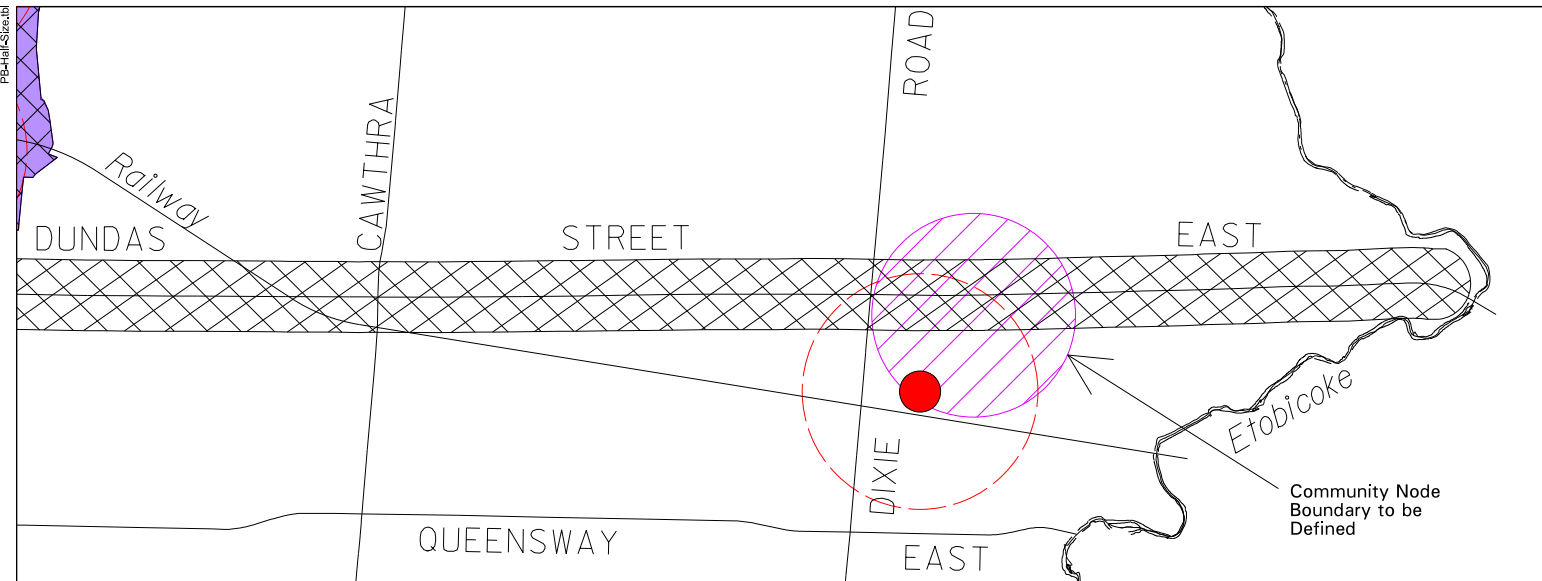 PB-Half-Size.tbl
ROAD
CAWTHRA
Railway
DUNDAS STREET EAST
Etobicoke
DIXIE
Community Node
Boundary to be
Defined
QUEENSWAY EAST